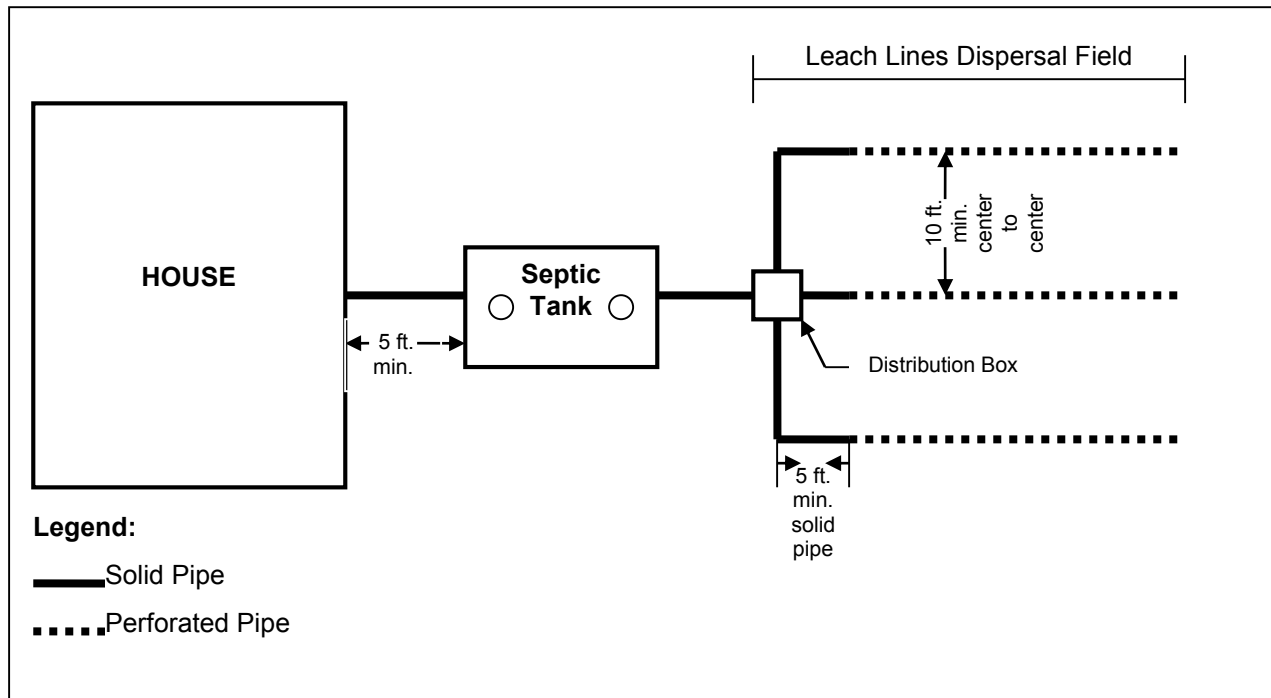 Leach Lines Dispersal Field
HOUSE
Septic
Tank
5 ft.
min.
10 ft.
min.
center
to
center
Distribution Box
5 ft.
min.
solid
pipe
Legend:
Solid Pipe
Perforated Pipe